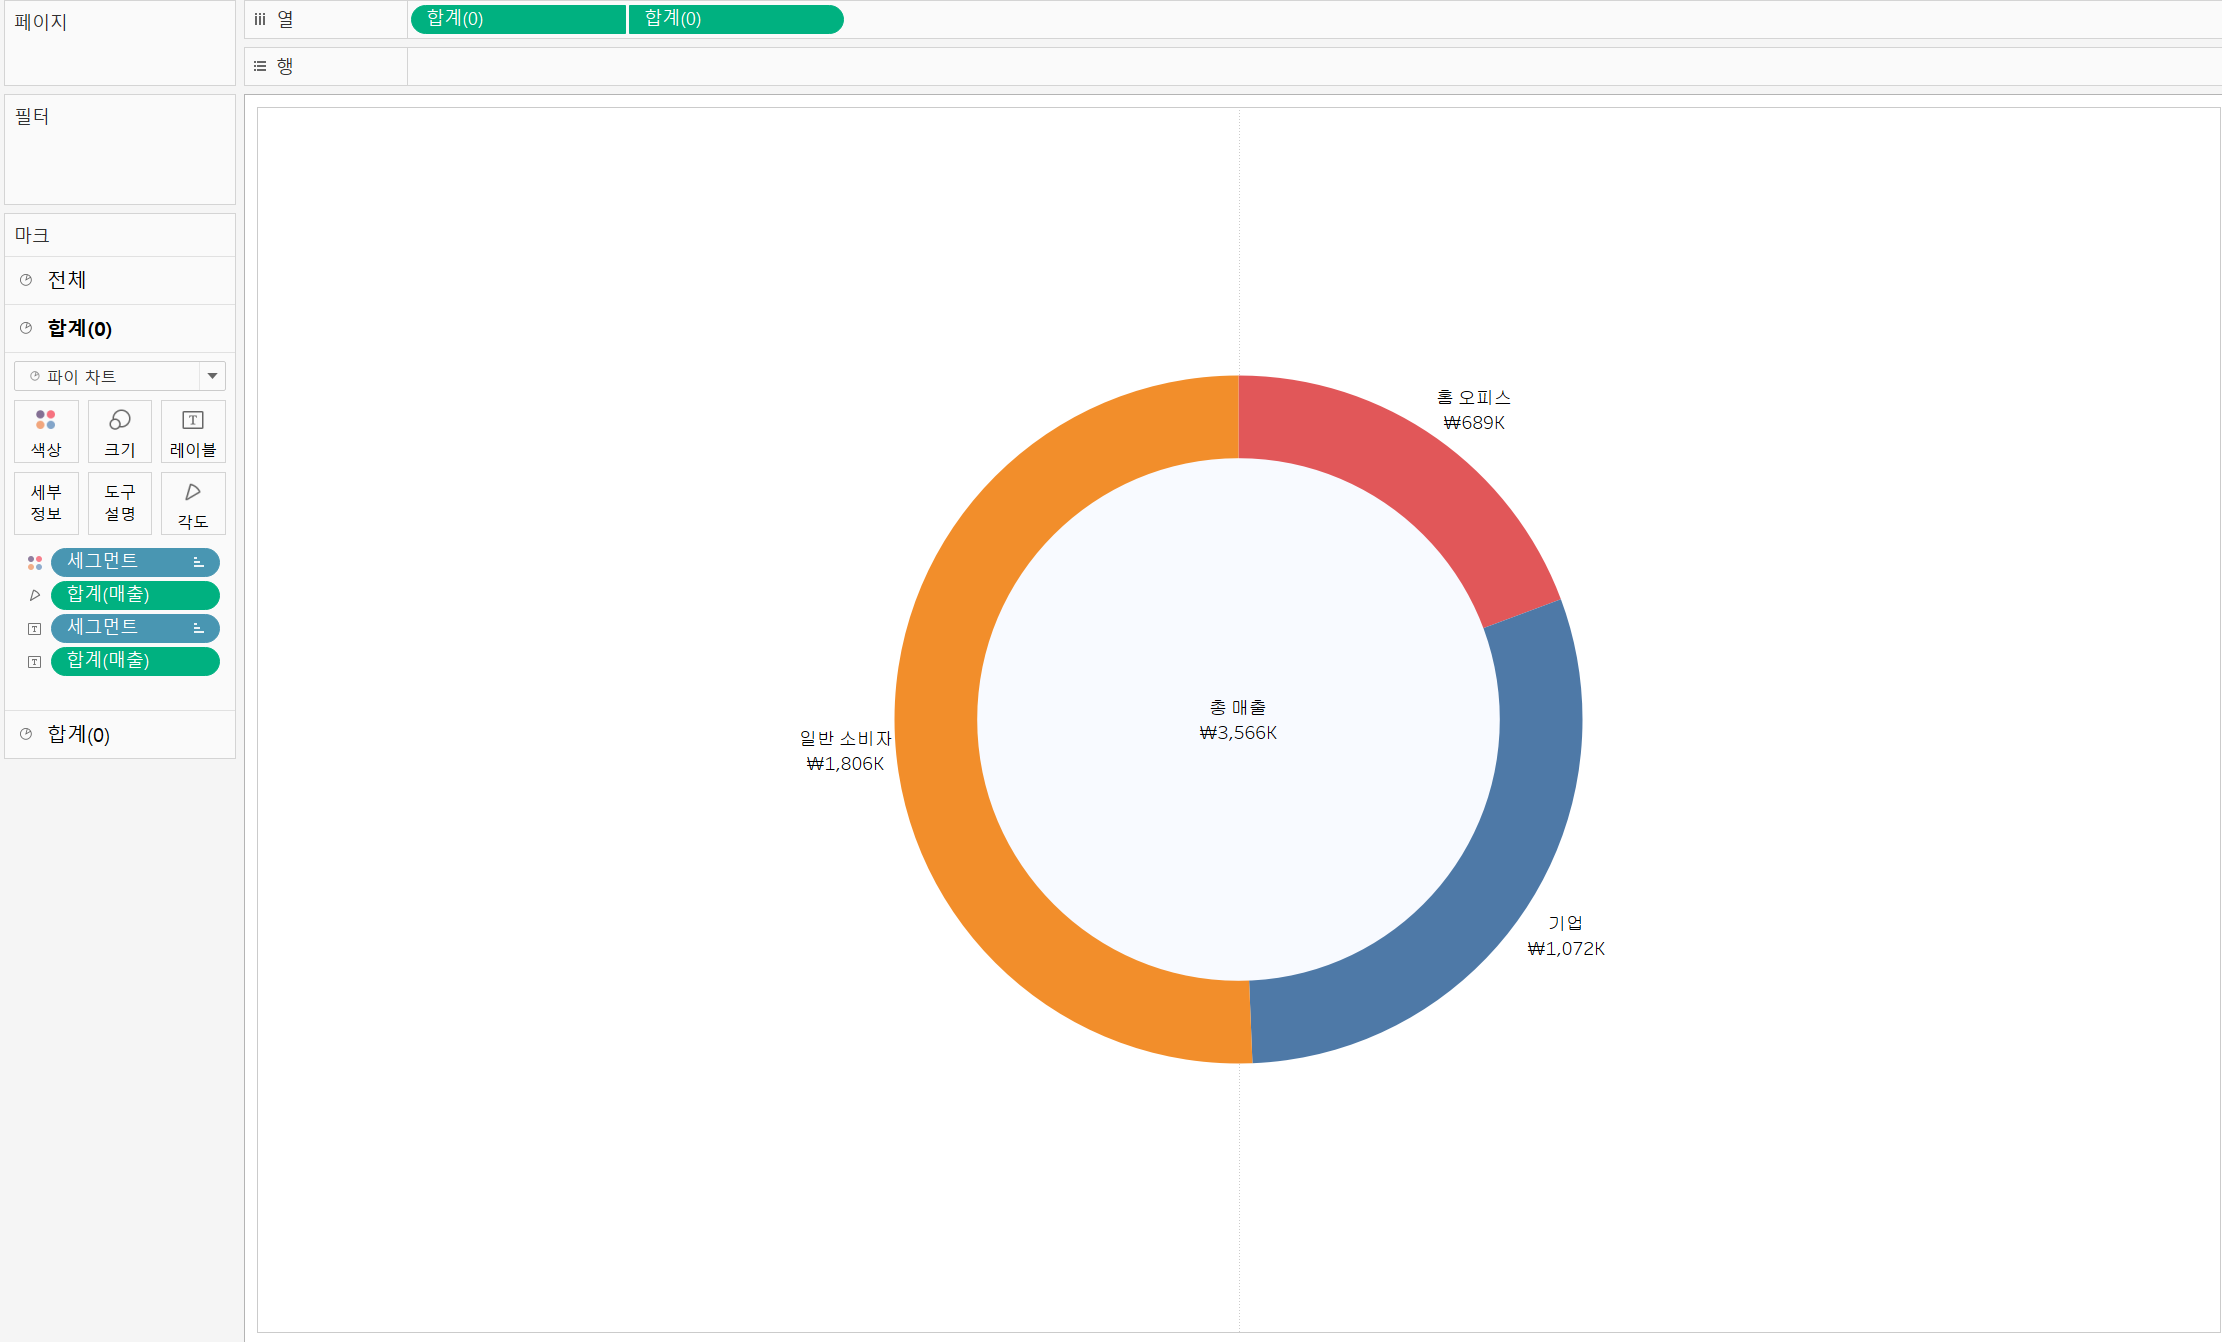 페이지
열
합계(0)
합계(0)
행
필터
마크
전체
합계(0)
파이 차트
색상
크기
레이블
세부
정보
도구
설명
각도
세그먼트
합계(매출)
세그먼트
합계(매출)
합계(0)
홈 오피스
₩689K
총 매출
₩3,566K
일반 소비자
₩1,806K
기업
₩1,072K